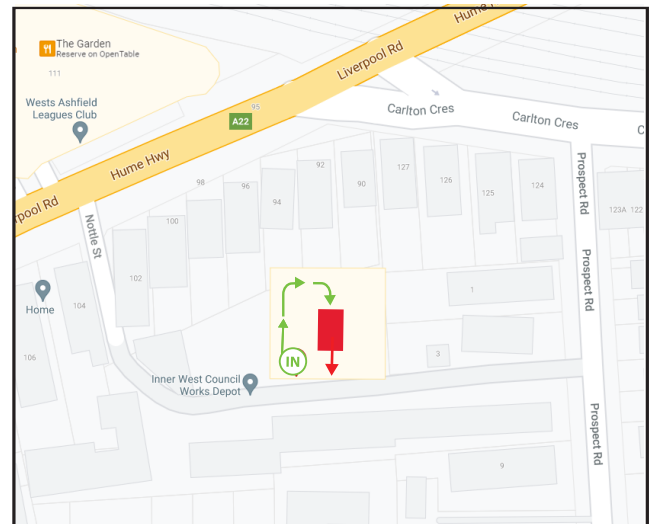 Hume
The Garden
Reserve on OpenTable
111
Liverpool Rd
Wests Ashfield
Leagues Club
95
A22
Carlton Cres
Carlton Cres
C
Hume Hwy
92
90
127
126
125
124
98
96
94
Prospect Rd
123A
122
rpool Rd
Nottle St
100
102
Prospect Rd
Home
104
1
106
IN
3
Inner West Council
Works Depot
Prospect Rd
9